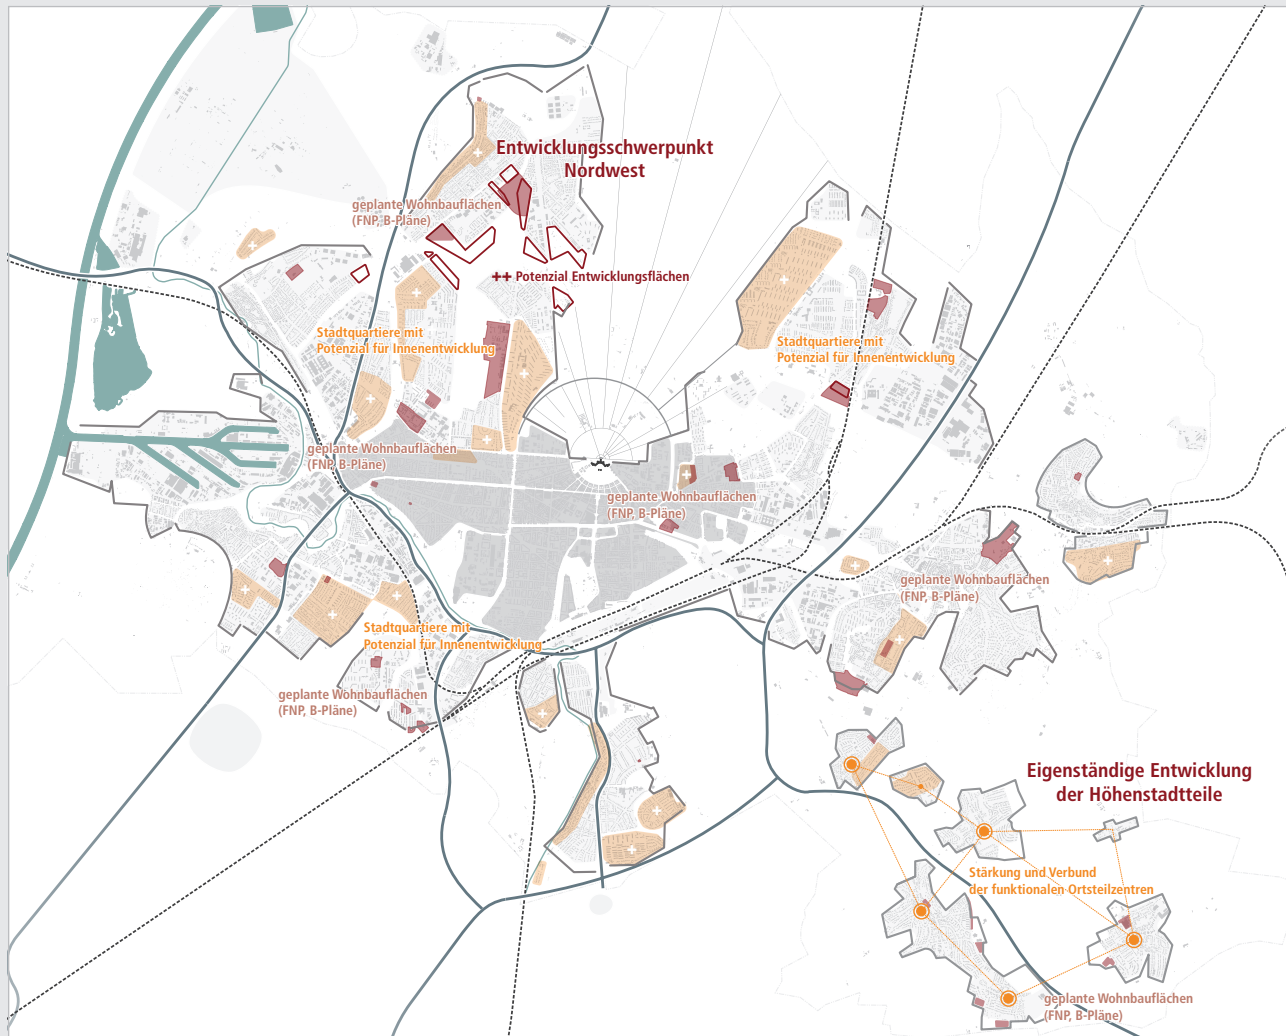 Entwicklungsschwerpunkt
Nordwest
geplante Wohnbauflächen
(FNP, B-Pläne)
++ Potenzial Entwicklungsflächen
Stadtquartiere mit
Potenzial für Innenentwicklung
Stadtquartiere mit
Potenzial für Innenentwicklung
geplante Wohnbauflächen
(FNP, B-Pläne)
geplante Wohnbauflächen
(FNP, B-Pläne)
geplante Wohnbauflächen
(FNP, B-Pläne)
Stadtquartiere mit
Potenzial für Innenentwicklung
geplante Wohnbauflächen
(FNP, B-Pläne)
Eigenständige Entwicklung
der Höhenstadtteile
Stärkung und Verbund
der funktionalen Ortsteilzentren
geplante Wohnbauflächen
(FNP, B-Pläne)